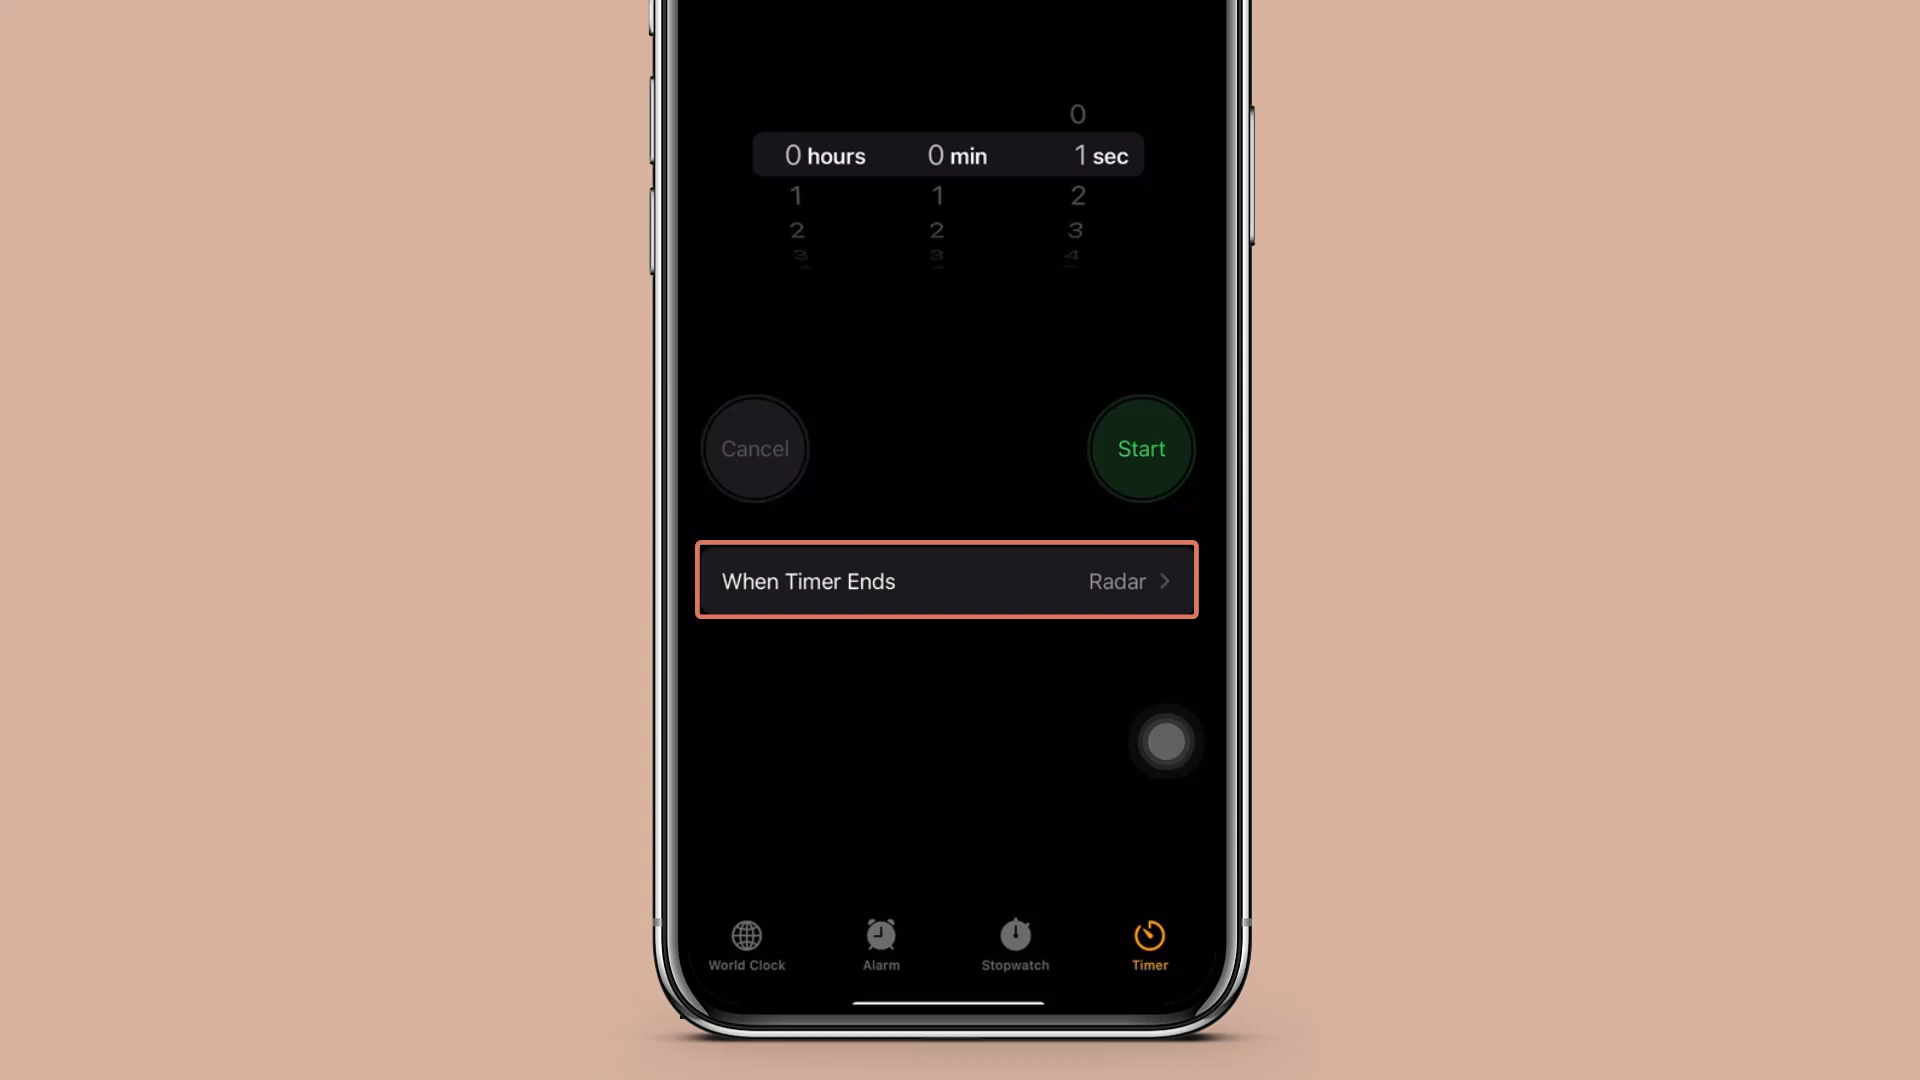 0
0 hours 0 min 1 sec
1 1 2
2 2 3
3 3 4
Cancel Start
When Timer Ends Radar
World Clock Alarm Stopwatch Timer